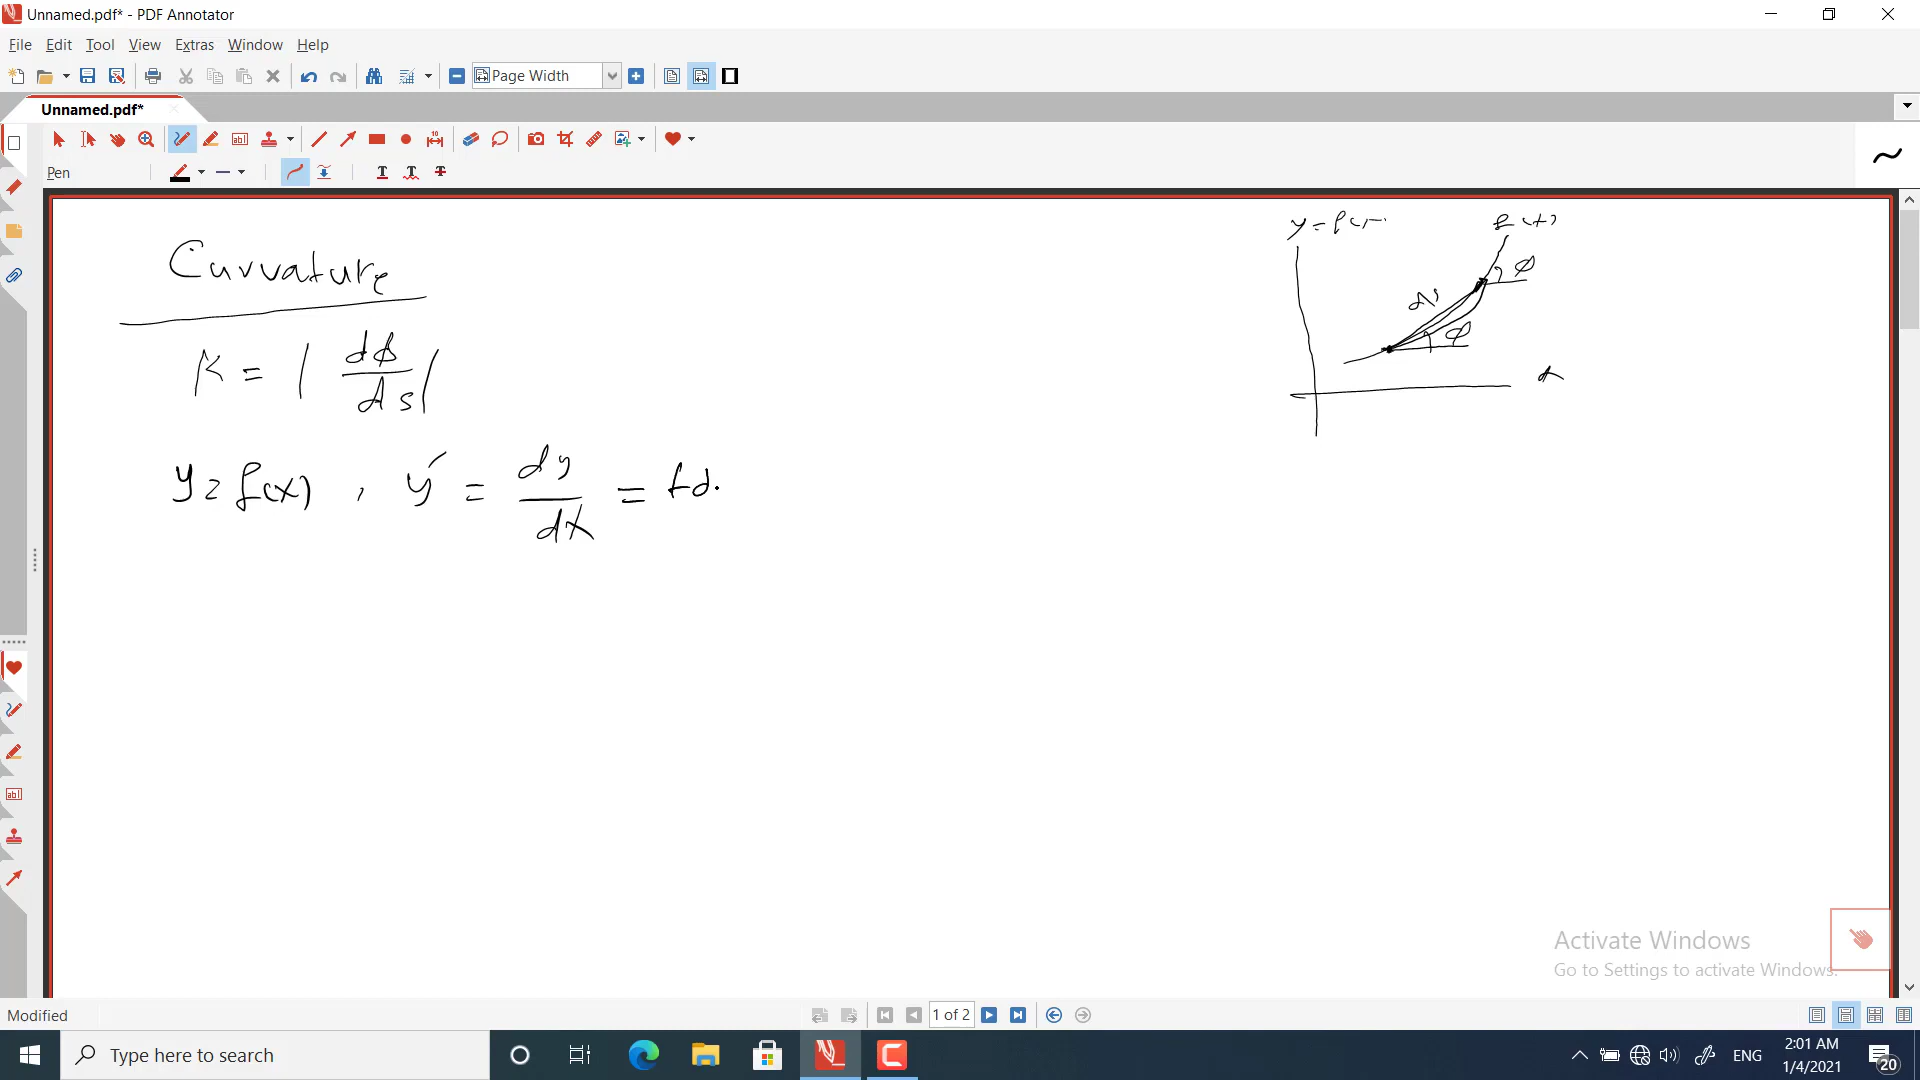 Unnamed.pdf* - PDF Annotator
File Edit Tool View Extras Window Help
Page Width
Unnamed.pdf*
Pen
Curvature
K = | dϕ / ds |
y = f(x) , y′ = dy / dx = fd.
y = f(x)
f(x)
Δs
ϕ
ϕ
x
Activate Windows
Go to Settings to activate Windows.
Modified
1 of 2
Type here to search
ENG
2:01 AM
1/4/2021
20